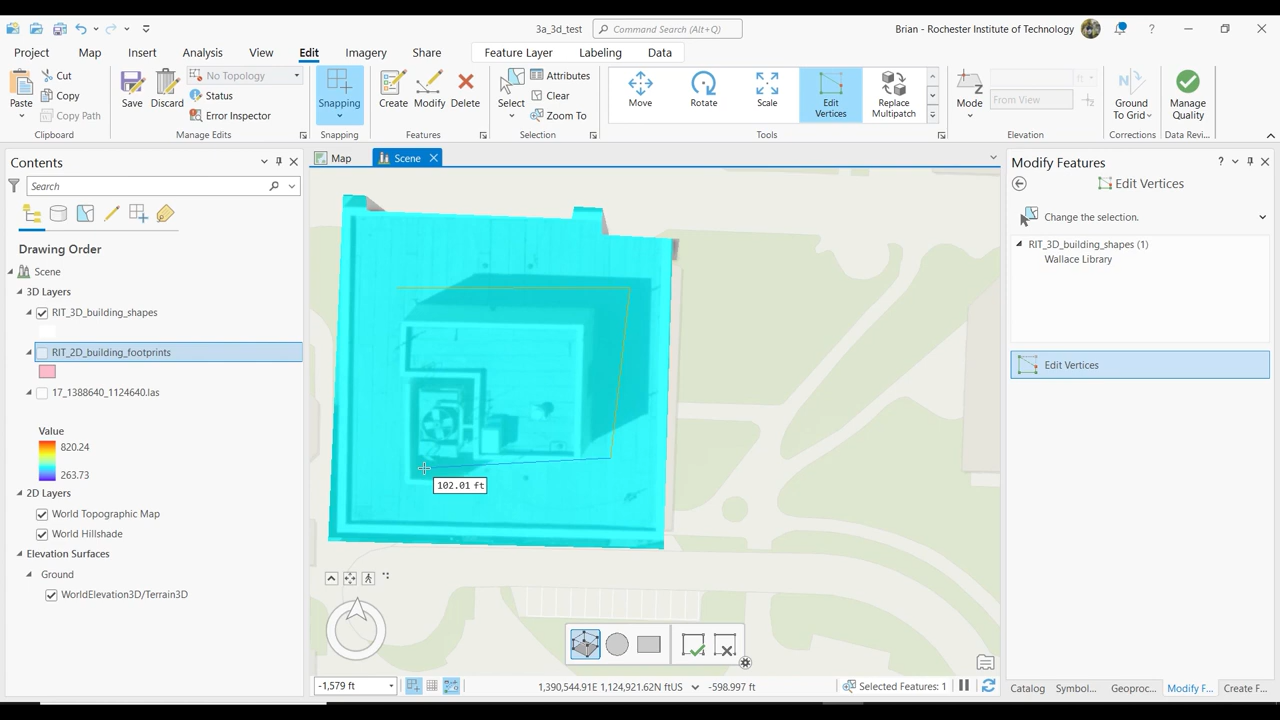 3a_3d_test
Command Search (Alt+Q)
Brian - Rochester Institute of Technology
?
Project
Map
Insert
Analysis
View
Edit
Imagery
Share
Feature Layer
Labeling
Data
Paste
Cut
Copy
Copy Path
Clipboard
Save
Discard
No Topology
Status
Error Inspector
Manage Edits
Snapping
Snapping
Create
Modify
Delete
Features
Select
Attributes
Clear
Zoom To
Selection
Move
Rotate
Scale
Edit
Vertices
Replace
Multipatch
Tools
Mode
ft
From View
Elevation
Ground
To Grid
Corrections
Manage
Quality
Data Revi...
Contents
Search
Drawing Order
Scene
3D Layers
RIT_3D_building_shapes
RIT_2D_building_footprints
17_1388640_1124640.las
Value
820.24
263.73
2D Layers
World Topographic Map
World Hillshade
Elevation Surfaces
Ground
WorldElevation3D/Terrain3D
Map
Scene
102.01 ft
-1,579 ft
1,390,544.91E 1,124,921.62N ftUS
-598.997 ft
Selected Features: 1
Modify Features
?
Edit Vertices
Change the selection.
RIT_3D_building_shapes (1)
Wallace Library
Edit Vertices
Catalog
Symbol...
Geoproc...
Modify F...
Create F...